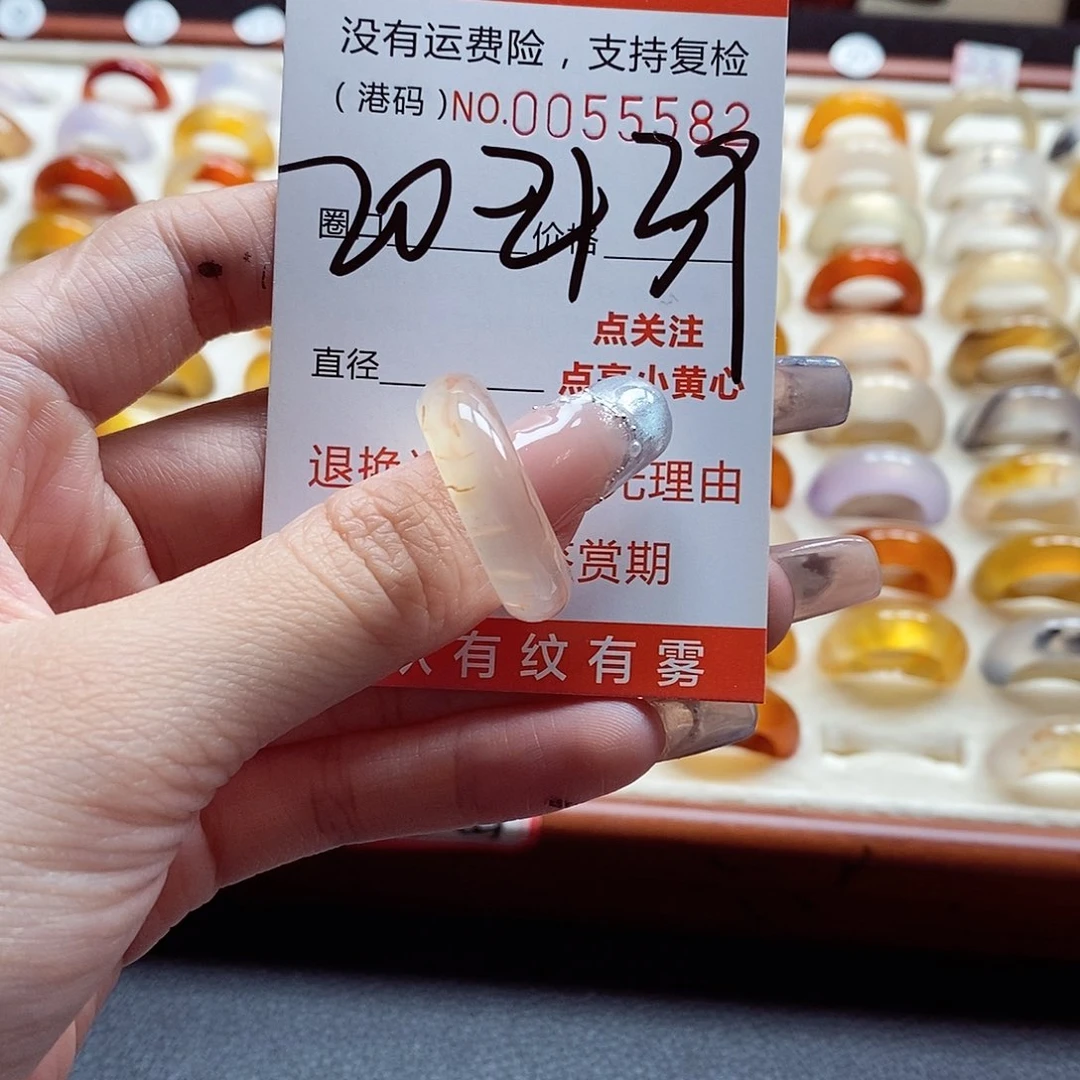 没有运费险，支持复检
（港码）NO.0055582
圈 价格
20
点关注
直径
点亮小黄心
退换 理由
赏期
有纹有雾